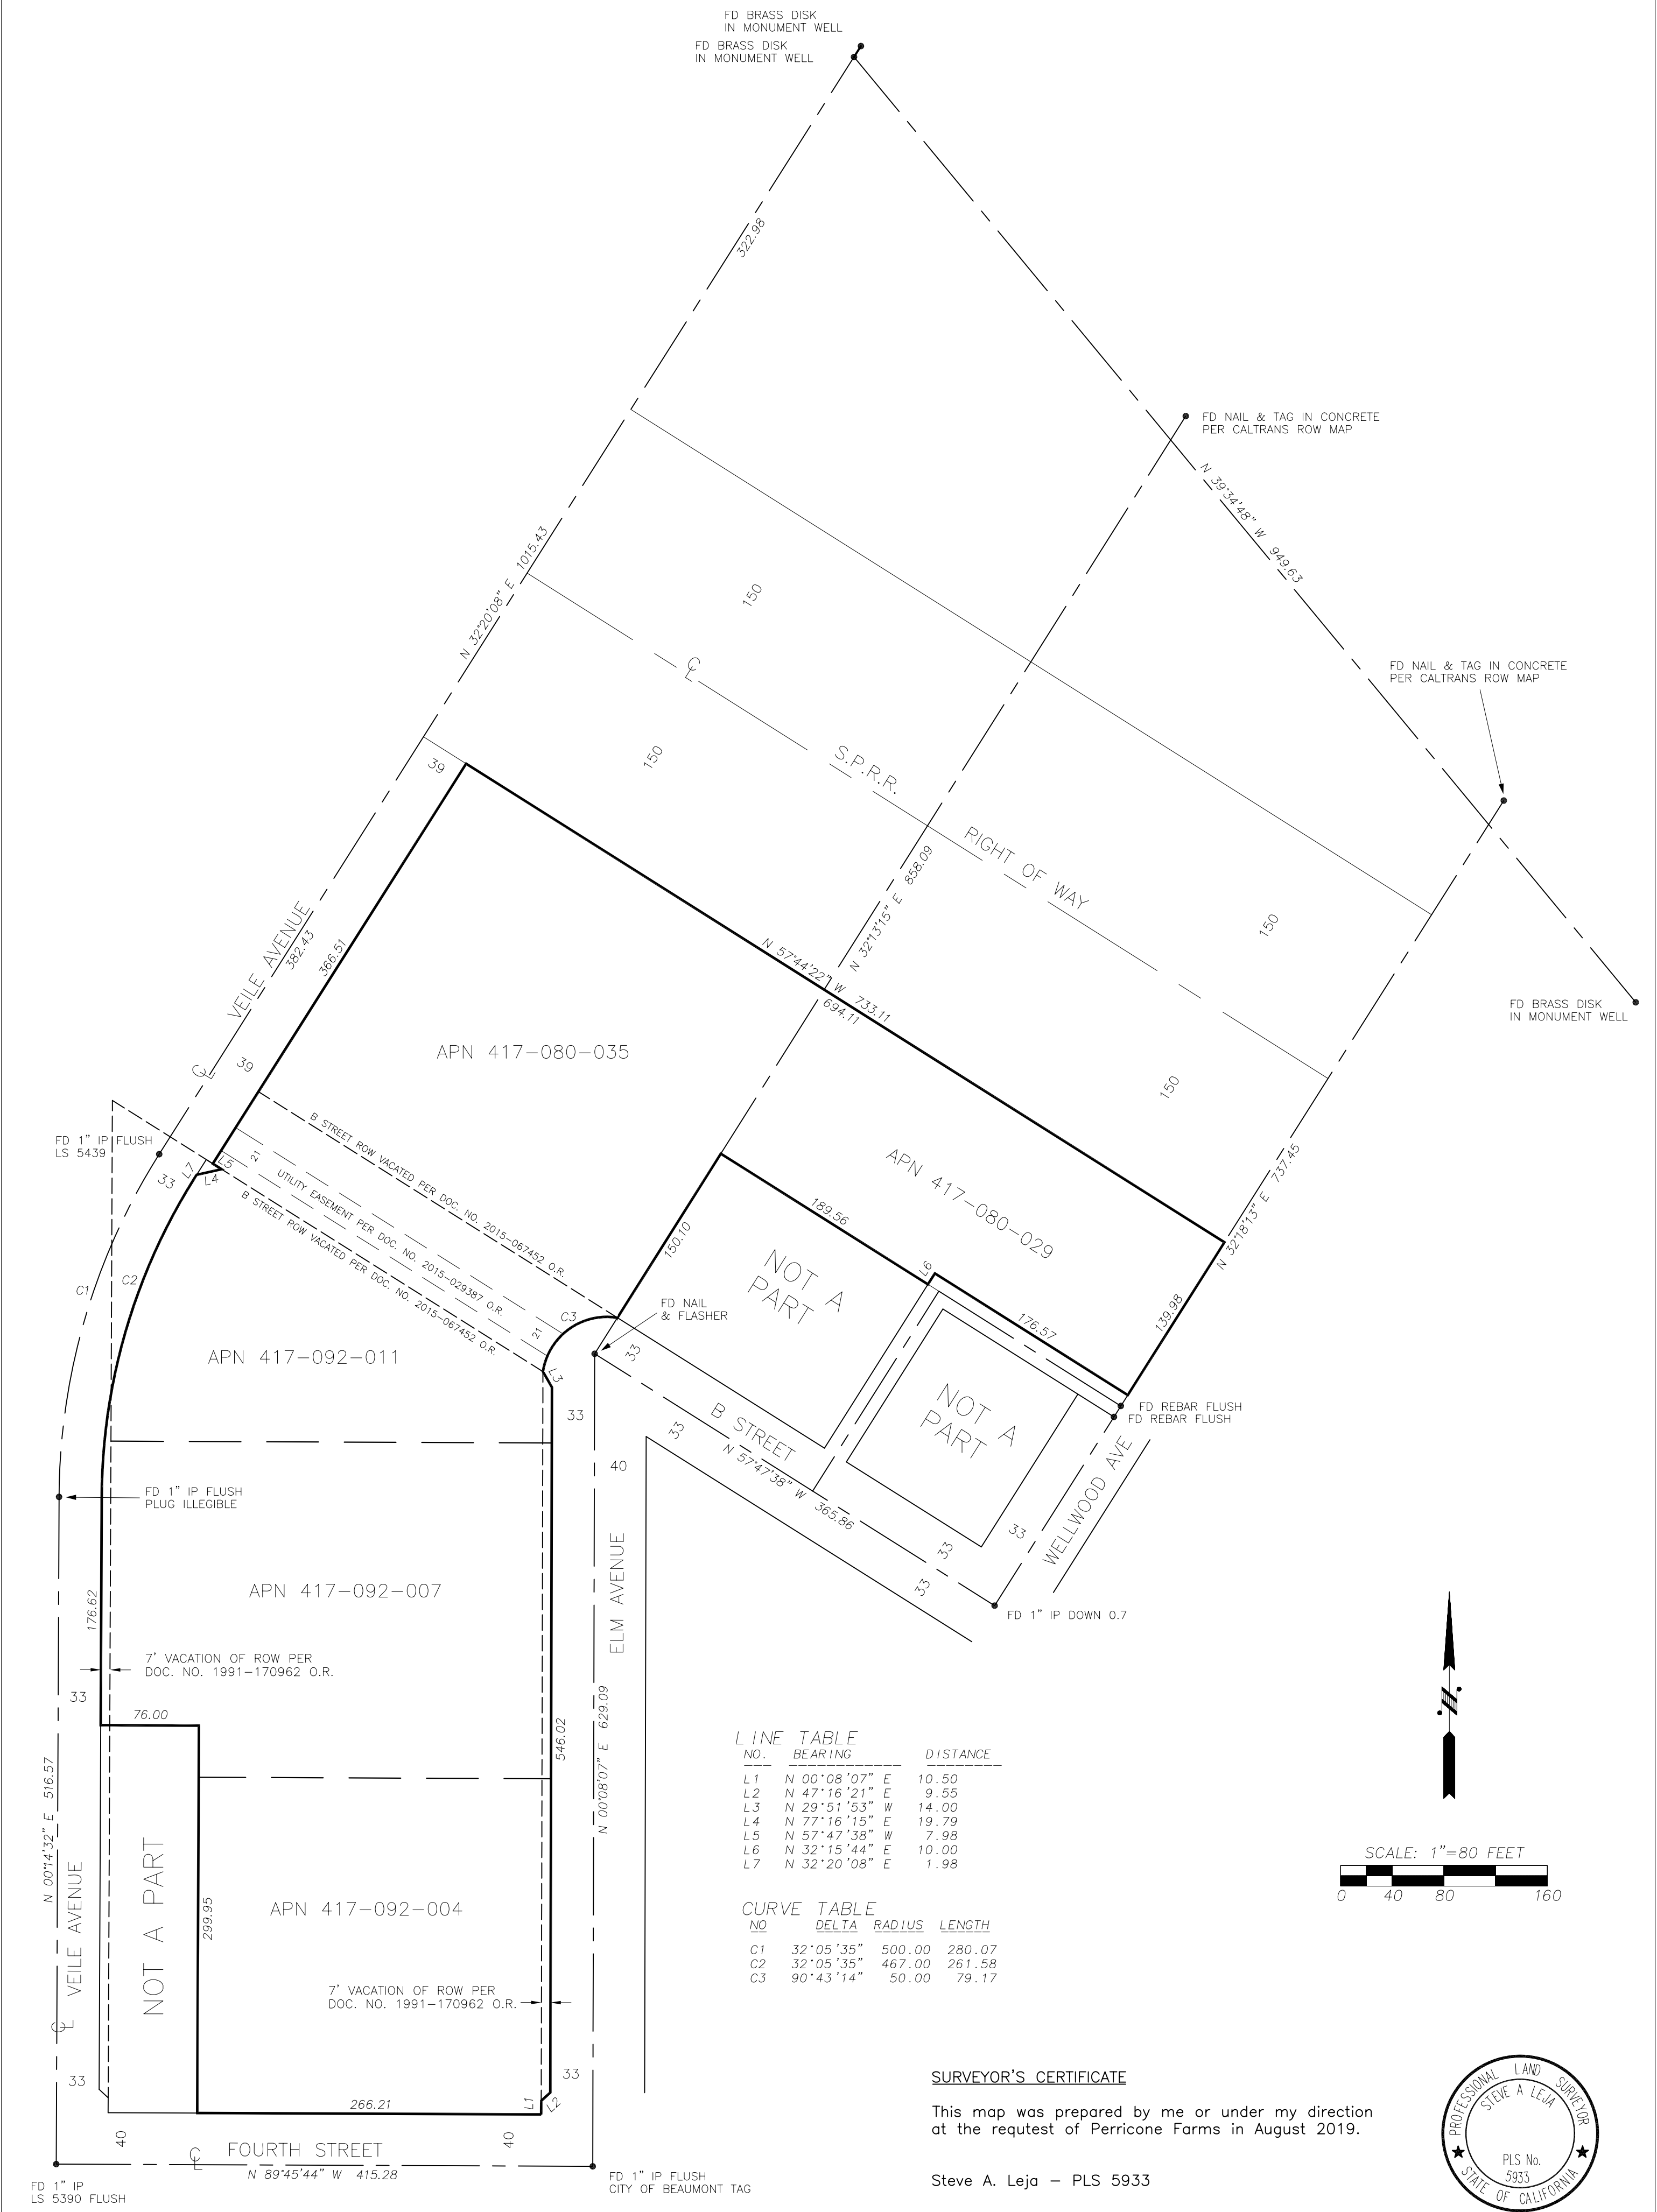 FD BRASS DISK
IN MONUMENT WELL
FD BRASS DISK
IN MONUMENT WELL
322.98
FD NAIL & TAG IN CONCRETE
PER CALTRANS ROW MAP
N 39°34'48" W 949.63
N 32°20'08" E 1015.43
150
℄
FD NAIL & TAG IN CONCRETE
PER CALTRANS ROW MAP
39
150
S.P.R.R.
RIGHT OF WAY
150
N 32°13'15" E 858.09
VEILE AVENUE
382.43
366.51
N 57°44'22" W 733.11
694.11
FD BRASS DISK
IN MONUMENT WELL
APN 417-080-035
39
℄
150
B STREET ROW VACATED PER DOC. NO. 2015-067452 O.R.
FD 1" IP FLUSH
LS 5439
33
L7
L5
L4
21
UTILITY EASEMENT PER DOC. NO. 2015-029387 O.R.
B STREET ROW VACATED PER DOC. NO. 2015-067452 O.R.
APN 417-080-029
N 32°18'13" E 737.45
189.56
150.10
NOT A
PART
L6
C1
C2
C3
21
FD NAIL
& FLASHER
176.57
139.98
APN 417-092-011
L3
33
33
NOT A
PART
FD REBAR FLUSH
FD REBAR FLUSH
B STREET
33
N 57°47'38" W 365.86
40
WELLWOOD AVE
FD 1" IP FLUSH
PLUG ILLEGIBLE
33
33
33
ELM AVENUE
APN 417-092-007
176.62
FD 1" IP DOWN 0.7
7' VACATION OF ROW PER
DOC. NO. 1991-170962 O.R.
33
76.00
546.02
N 00°08'07" E 629.09
N 00°14'32" E 516.57
VEILE AVENUE
℄
NOT A PART
299.95
APN 417-092-004
7' VACATION OF ROW PER
DOC. NO. 1991-170962 O.R.
33
33
266.21
L1
L2
40
40
℄
FOURTH STREET
N 89°45'44" W 415.28
FD 1" IP
LS 5390 FLUSH
FD 1" IP FLUSH
CITY OF BEAUMONT TAG
LINE TABLE
NO. BEARING DISTANCE
L1 N 00°08'07" E 10.50
L2 N 47°16'21" E 9.55
L3 N 29°51'53" W 14.00
L4 N 77°16'15" E 19.79
L5 N 57°47'38" W 7.98
L6 N 32°15'44" E 10.00
L7 N 32°20'08" E 1.98
CURVE TABLE
NO DELTA RADIUS LENGTH
C1 32°05'35" 500.00 280.07
C2 32°05'35" 467.00 261.58
C3 90°43'14" 50.00 79.17
N
SCALE: 1"=80 FEET
0 40 80 160
SURVEYOR'S CERTIFICATE
This map was prepared by me or under my direction
at the requtest of Perricone Farms in August 2019.
Steve A. Leja - PLS 5933
PROFESSIONAL LAND SURVEYOR
STEVE A LEJA
PLS No.
5933
STATE OF CALIFORNIA